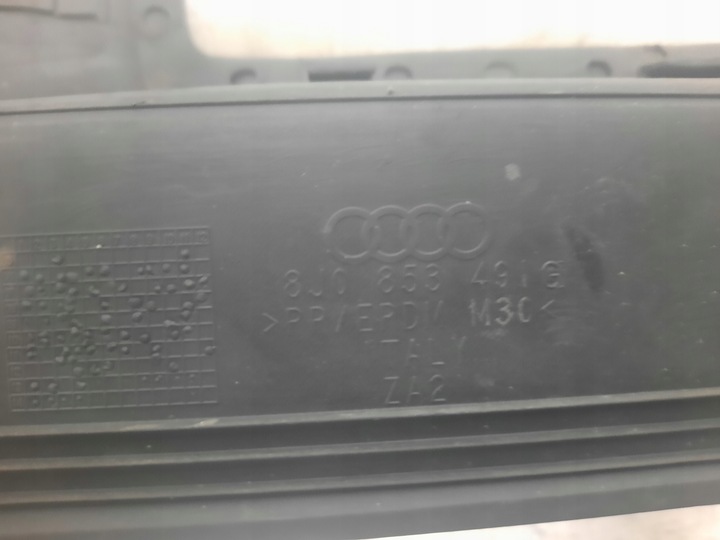 8J0 853 491 G
>PP/EPDM M30<
ITALY
ZA2